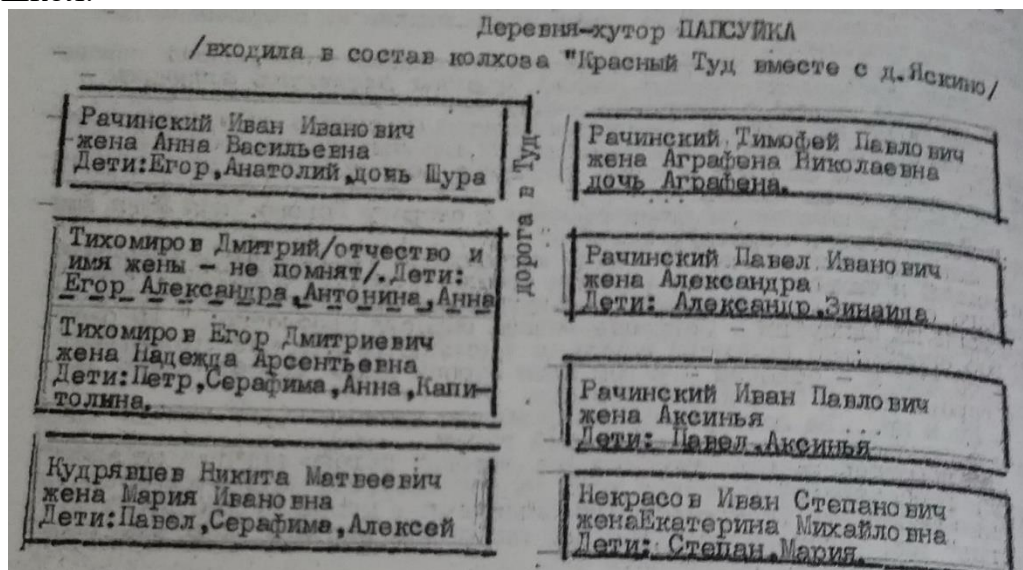 Деревня-хутор ПАПСУЙКА
/входила в состав колхова "Красный Туд вместе с д.Яскино/
Рачинский Иван Иванович
жена Анна Васильевна
Дети:Егор,Анатолий,дочь Шура
Тихомиров Дмитрий/отчество и
имя жены - не помнят/.Дети:
Егор Александра,Антонина,Анна
Тихомиров Егор Дмитриевич
жена Надежда Арсентьевна
Дети:Петр,Серафима,Анна,Капи-
толина.
Кудрявцев Никита Матвеевич
жена Мария Ивановна
Дети:Павел,Серафима,Алексей
дорога в Туд
Рачинский Тимофей Павлович
жена Аграфена Николаевна
дочь Аграфена.
Рачинский Павел Иванович
жена Александра
Дети: Александр,Зинаида
Рачинский Иван Павлович
жена Аксинья
Дети: Павел,Аксинья
Некрасов Иван Степанович
женаЕкатерина Михайловна
Дети: Степан,Мария.